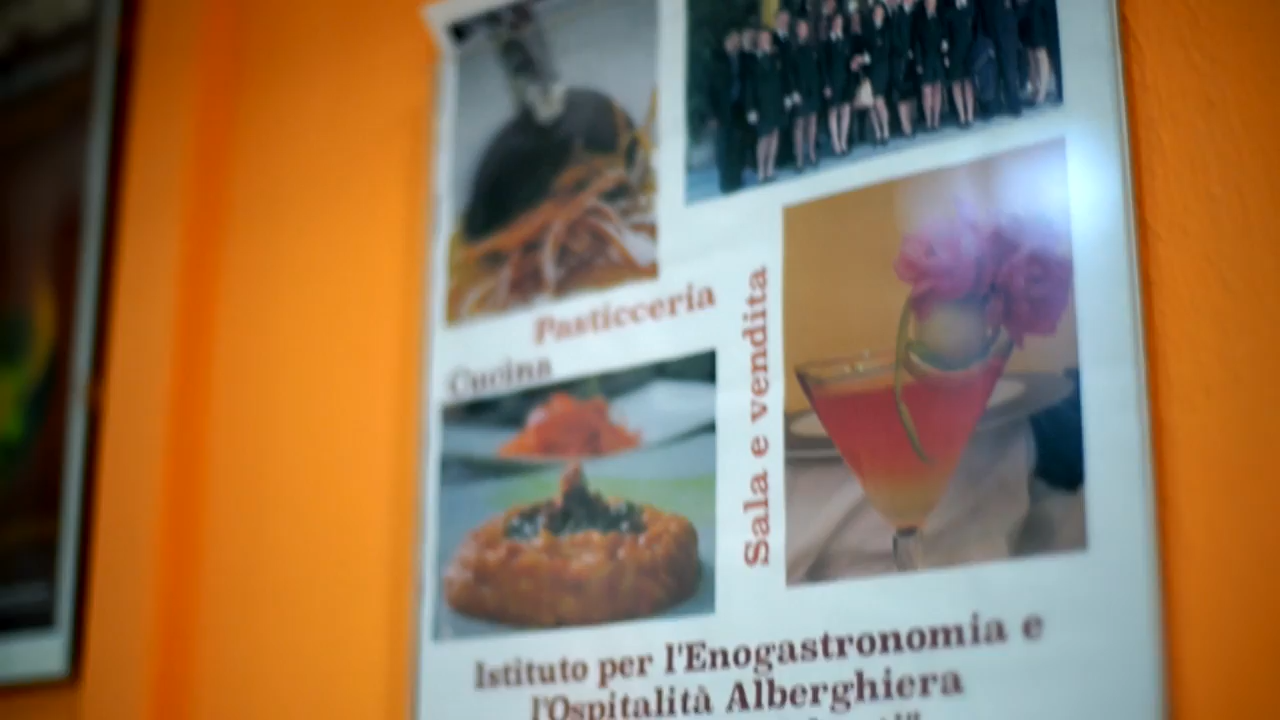 Pasticceria
Cucina
Sala e vendita
Istituto per l'Enogastronomia e
l'Ospitalità Alberghiera